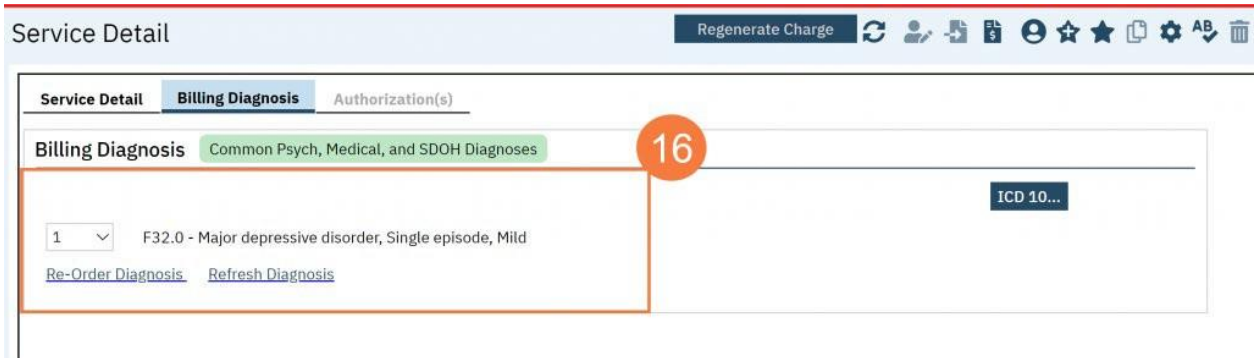 Service Detail
Regenerate Charge
AB
Service Detail Billing Diagnosis Authorization(s)
Billing Diagnosis Common Psych, Medical, and SDOH Diagnoses
16
ICD 10...
1 F32.0 - Major depressive disorder, Single episode, Mild
Re-Order Diagnosis Refresh Diagnosis